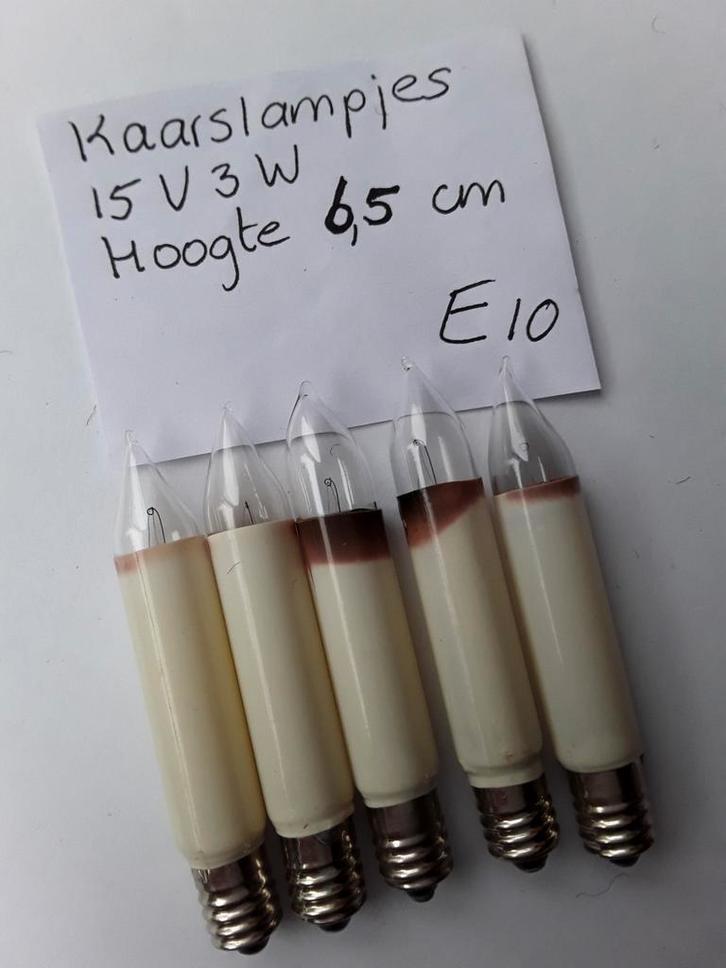 Kaarslampjes
15 V 3 W
Hoogte 6,5 cm
E10